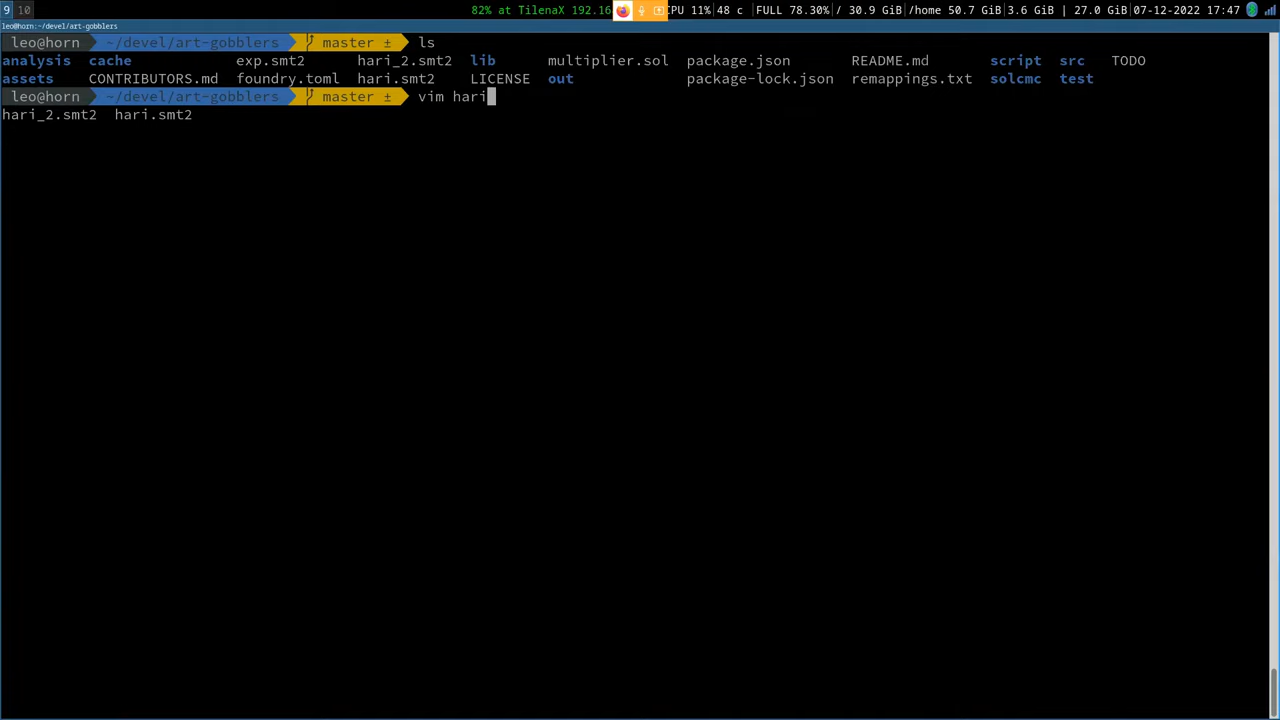 9 10 82% at TilenaX 192.16 CPU 11% 48 c FULL 78.30% / 30.9 GiB /home 50.7 GiB 3.6 GiB | 27.0 GiB 07-12-2022 17:47
leo@horn:~/devel/art-gobblers
leo@horn ~/devel/art-gobblers master ± ls
analysis cache exp.smt2 hari_2.smt2 lib multiplier.sol package.json README.md script src TODO
assets CONTRIBUTORS.md foundry.toml hari.smt2 LICENSE out package-lock.json remappings.txt solcmc test
leo@horn ~/devel/art-gobblers master ± vim hari
hari_2.smt2 hari.smt2